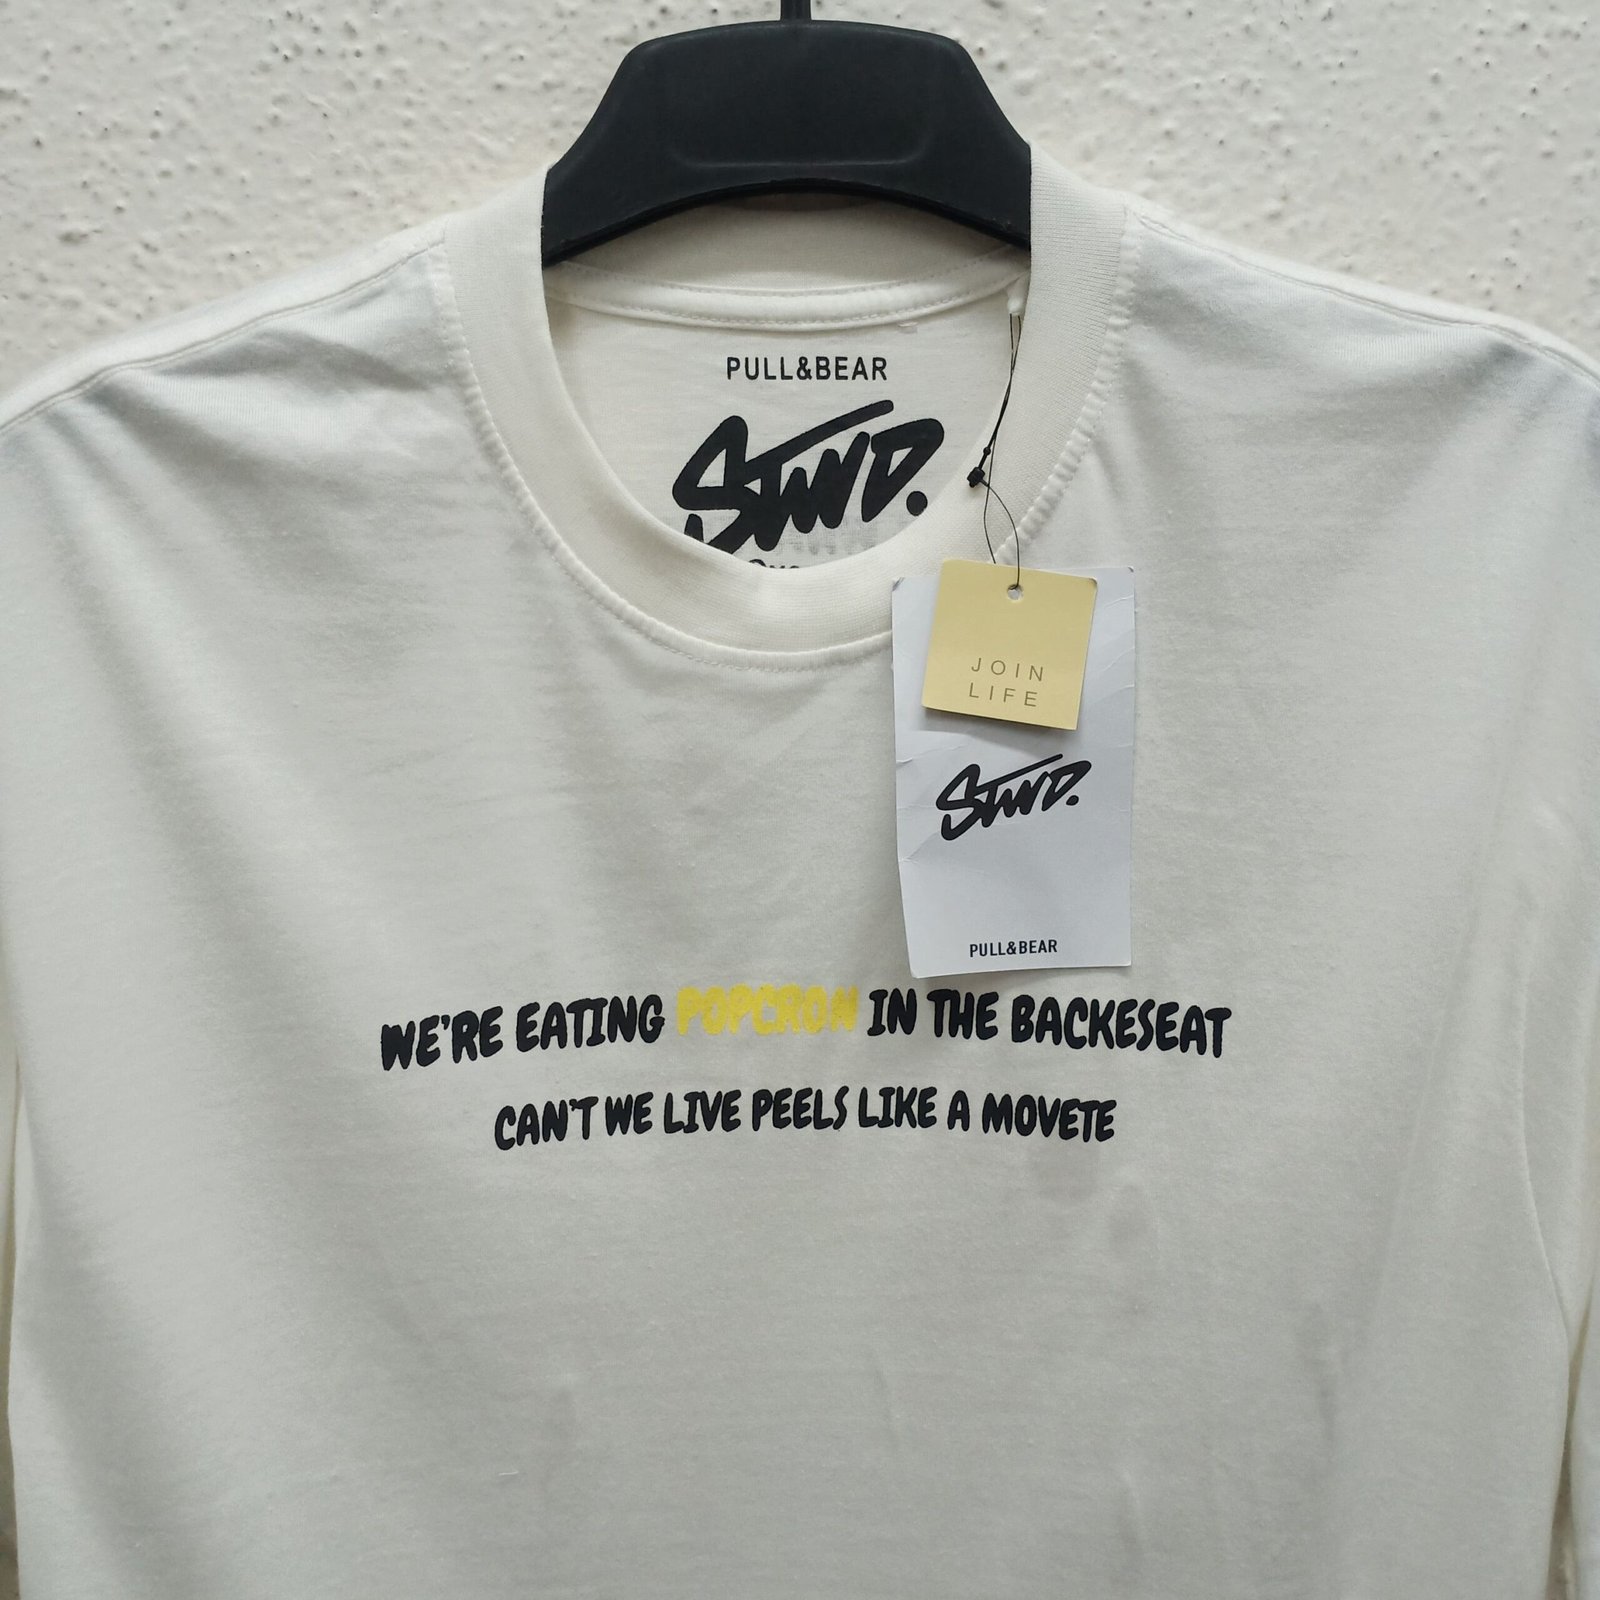 PULL&BEAR
STWD.
JOIN
LIFE
STWD.
PULL&BEAR
WE'RE EATING POPCRON IN THE BACKESEAT
CAN'T WE LIVE PEELS LIKE A MOVETE